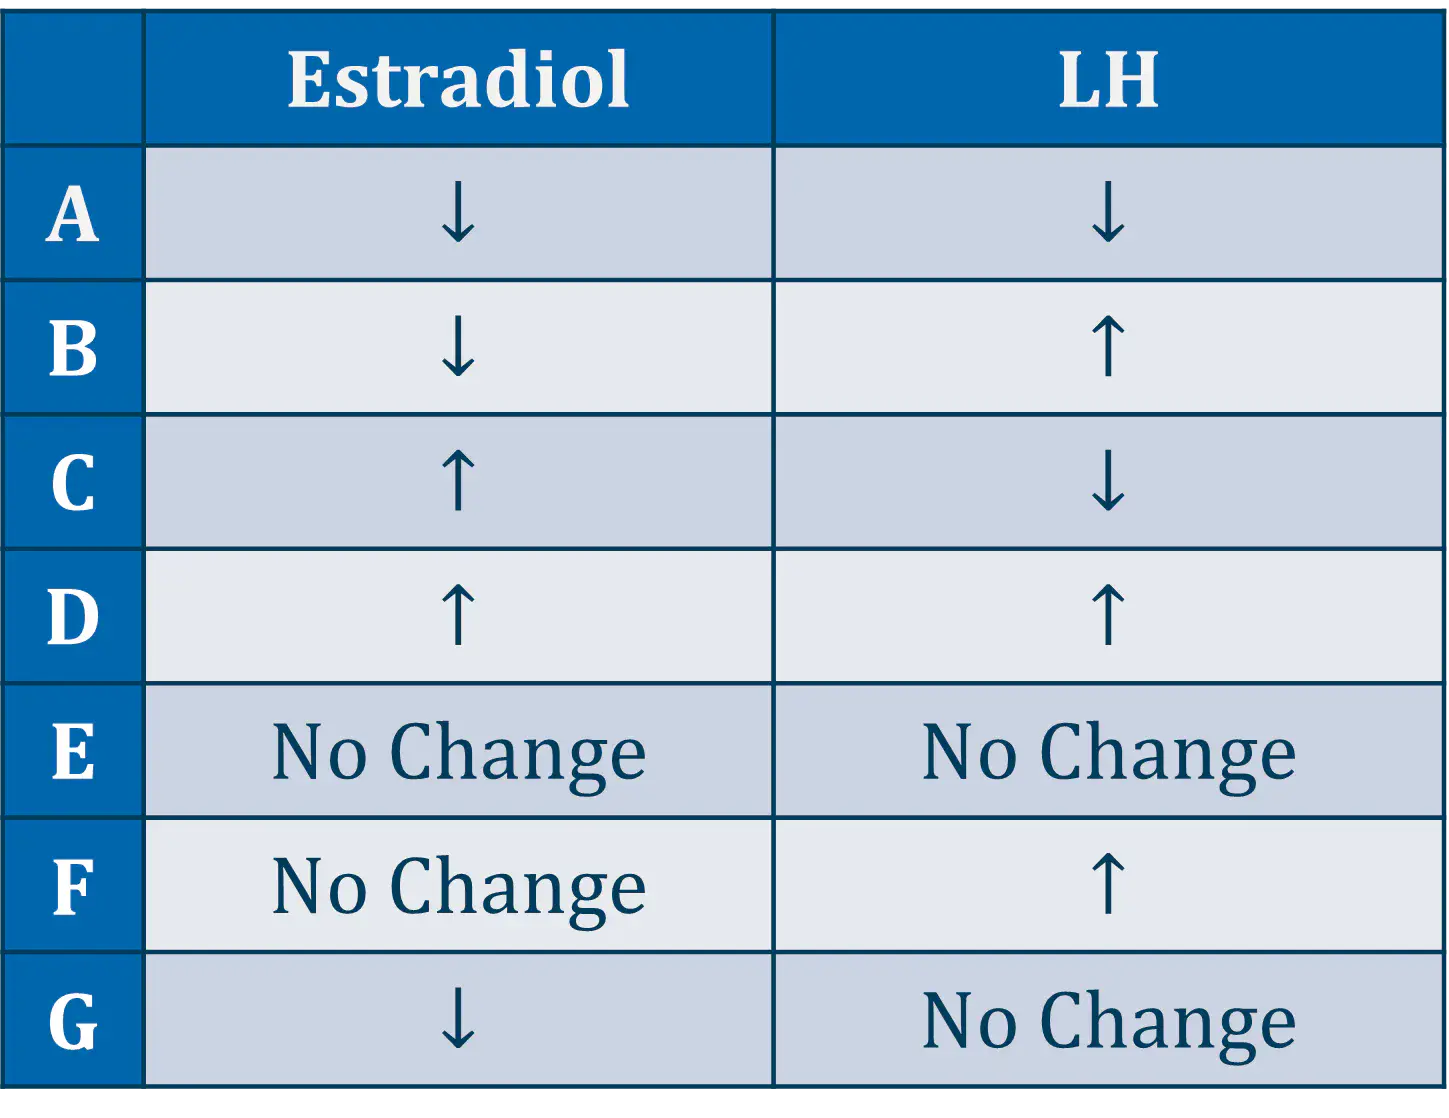 Estradiol LH
A ↓ ↓
B ↓ ↑
C ↑ ↓
D ↑ ↑
E No Change No Change
F No Change ↑
G ↓ No Change